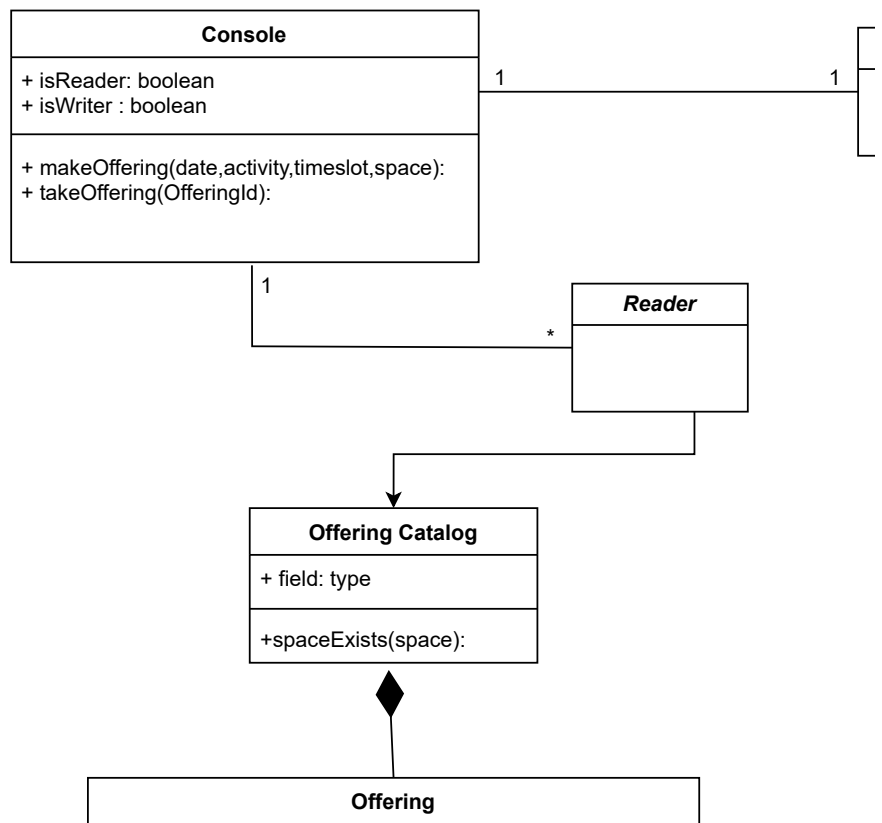 Console
+ isReader: boolean
+ isWriter : boolean
+ makeOffering(date,activity,timeslot,space):
+ takeOffering(OfferingId):
1
1
1
*
Reader
Offering Catalog
+ field: type
+spaceExists(space):
Offering